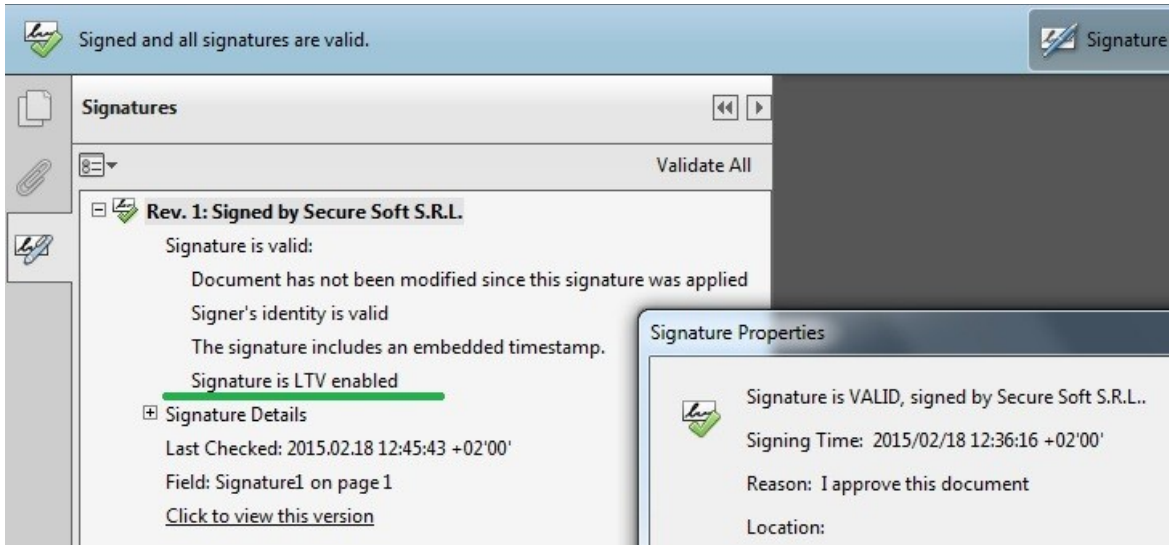 Signed and all signatures are valid.
Signature
Signatures
Validate All
Rev. 1: Signed by Secure Soft S.R.L.
Signature is valid:
Document has not been modified since this signature was applied
Signer's identity is valid
The signature includes an embedded timestamp.
Signature is LTV enabled
Signature Details
Last Checked: 2015.02.18 12:45:43 +02'00'
Field: Signature1 on page 1
Click to view this version
Signature Properties
Signature is VALID, signed by Secure Soft S.R.L..
Signing Time: 2015/02/18 12:36:16 +02'00'
Reason: I approve this document
Location: